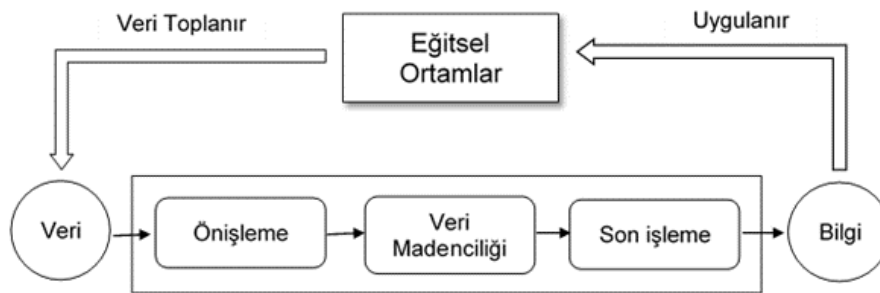 Veri Toplanır
Eğitsel
Ortamlar
Uygulanır
Veri
Önişleme
Veri
Madenciliği
Son işleme
Bilgi